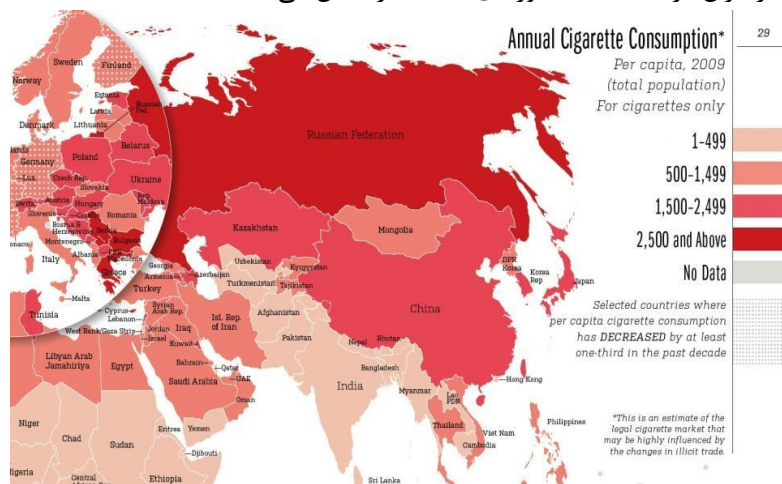 Annual Cigarette Consumption*
29
Per capita, 2009
(total population)
For cigarettes only
1-499
500-1,499
1,500-2,499
2,500 and Above
No Data
Selected countries where
per capita cigarette consumption
has DECREASED by at least
one-third in the past decade
*This is an estimate of the
legal cigarette market that
may be highly influenced by
the changes in illicit trade.
Norway
Sweden
Finland
Estonia
Latvia
Russian
Fed.
Lithuania
Denmark
Belarus
Poland
Germany
Lux.
Czech Rep.
Ukraine
Slovakia
Switz.
Austria
Hungary
Rep.
Moldova
Slovenia
Croatia
Romania
Bosnia &
Herzegovina
Serbia
Montenegro
Bulgaria
Italy
Albania
Macedonia
Greece
Malta
Tunisia
Russian Federation
Kazakhstan
Mongolia
Georgia
Armenia
Azerbaijan
Uzbekistan
Kyrgyzstan
Turkmenistan
Tajikistan
DPR
Korea
Korea
Rep
Japan
Turkey
Cyprus
Syrian
Arab Rep.
Lebanon
West Bank/Gaza Strip
Israel
Jordan
Iraq
Isl. Rep.
of Iran
Afghanistan
China
Kuwait
Pakistan
Nepal
Bhutan
Libyan Arab
Jamahiriya
Egypt
Bahrain
Qatar
Saudi Arabia
UAE
Oman
India
Bangladesh
Myanmar
Lao
PDR
Hong Kong
Niger
Chad
Sudan
Eritrea
Yemen
Thailand
Viet Nam
Philippines
Cambodia
Djibouti
Ethiopia
Sri Lanka
Central